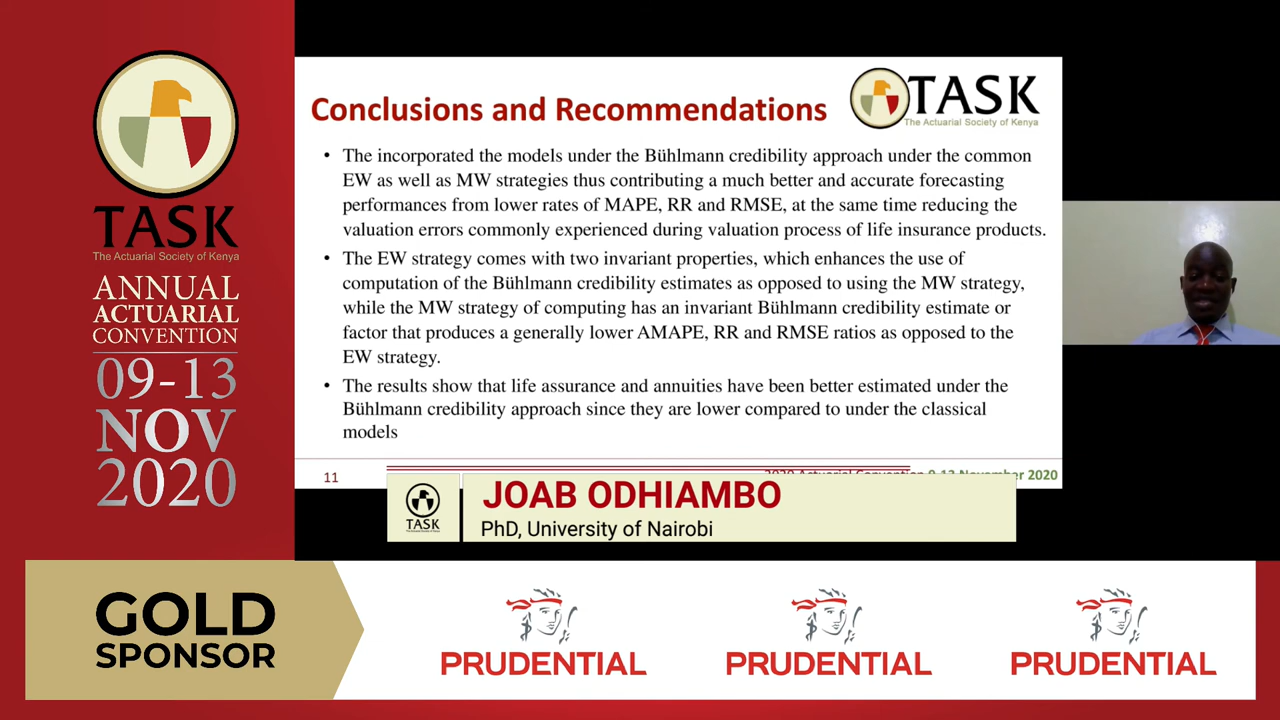 TASK
The Actuarial Society of Kenya
ANNUAL
ACTUARIAL
CONVENTION
09-13
NOV
2020
Conclusions and Recommendations
TASK
The Actuarial Society of Kenya
• The incorporated the models under the Bühlmann credibility approach under the common
EW as well as MW strategies thus contributing a much better and accurate forecasting
performances from lower rates of MAPE, RR and RMSE, at the same time reducing the
valuation errors commonly experienced during valuation process of life insurance products.
• The EW strategy comes with two invariant properties, which enhances the use of
computation of the Bühlmann credibility estimates as opposed to using the MW strategy,
while the MW strategy of computing has an invariant Bühlmann credibility estimate or
factor that produces a generally lower AMAPE, RR and RMSE ratios as opposed to the
EW strategy.
• The results show that life assurance and annuities have been better estimated under the
Bühlmann credibility approach since they are lower compared to under the classical
models
11
2020 Actuarial Convention 9-13 November 2020
TASK
JOAB ODHIAMBO
PhD, University of Nairobi
GOLD
SPONSOR
PRUDENTIAL
PRUDENTIAL
PRUDENTIAL